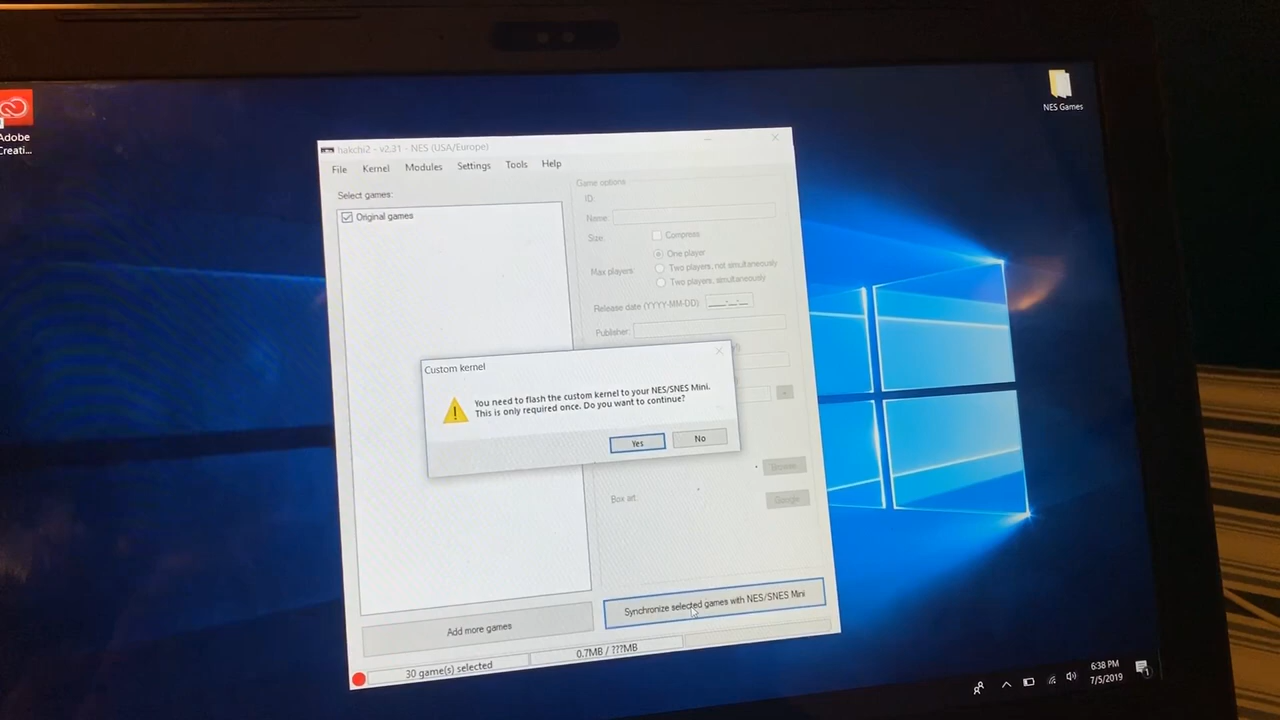 Adobe
Creati...
NES Games
hakchi2 - v2.31 - NES (USA/Europe)
File Kernel Modules Settings Tools Help
Select games:
Original games
Game options
ID:
Name:
Size:
Compress
Max players:
One player
Two players, not simultaneously
Two players, simultaneously
Release date (YYYY-MM-DD):
Publisher:
Custom kernel
You need to flash the custom kernel to your NES/SNES Mini.
This is only required once. Do you want to continue?
Yes No
Browse
Box art:
Google
Synchronize selected games with NES/SNES Mini
Add more games
30 game(s) selected
0.7MB / ???MB
6:38 PM
7/5/2019
1